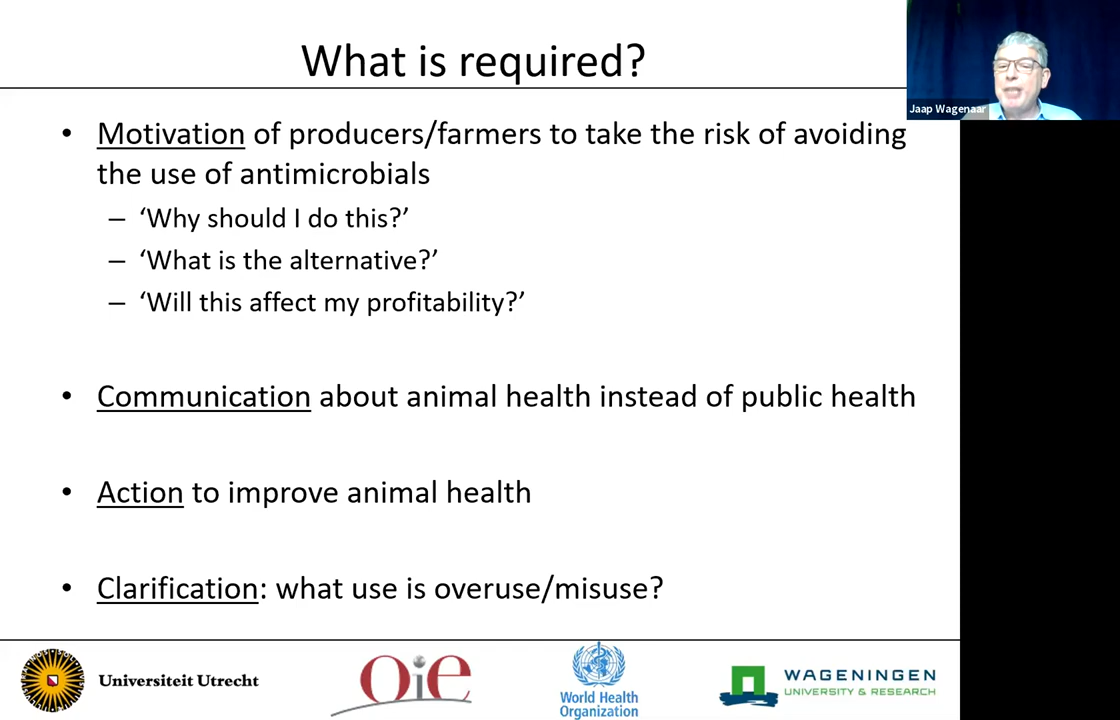 What is required?
Jaap Wagenaar
• Motivation of producers/farmers to take the risk of avoiding
the use of antimicrobials
– ‘Why should I do this?’
– ‘What is the alternative?’
– ‘Will this affect my profitability?’
• Communication about animal health instead of public health
• Action to improve animal health
• Clarification: what use is overuse/misuse?
Universiteit Utrecht
Oie
World Health
Organization
WAGENINGEN
UNIVERSITY & RESEARCH